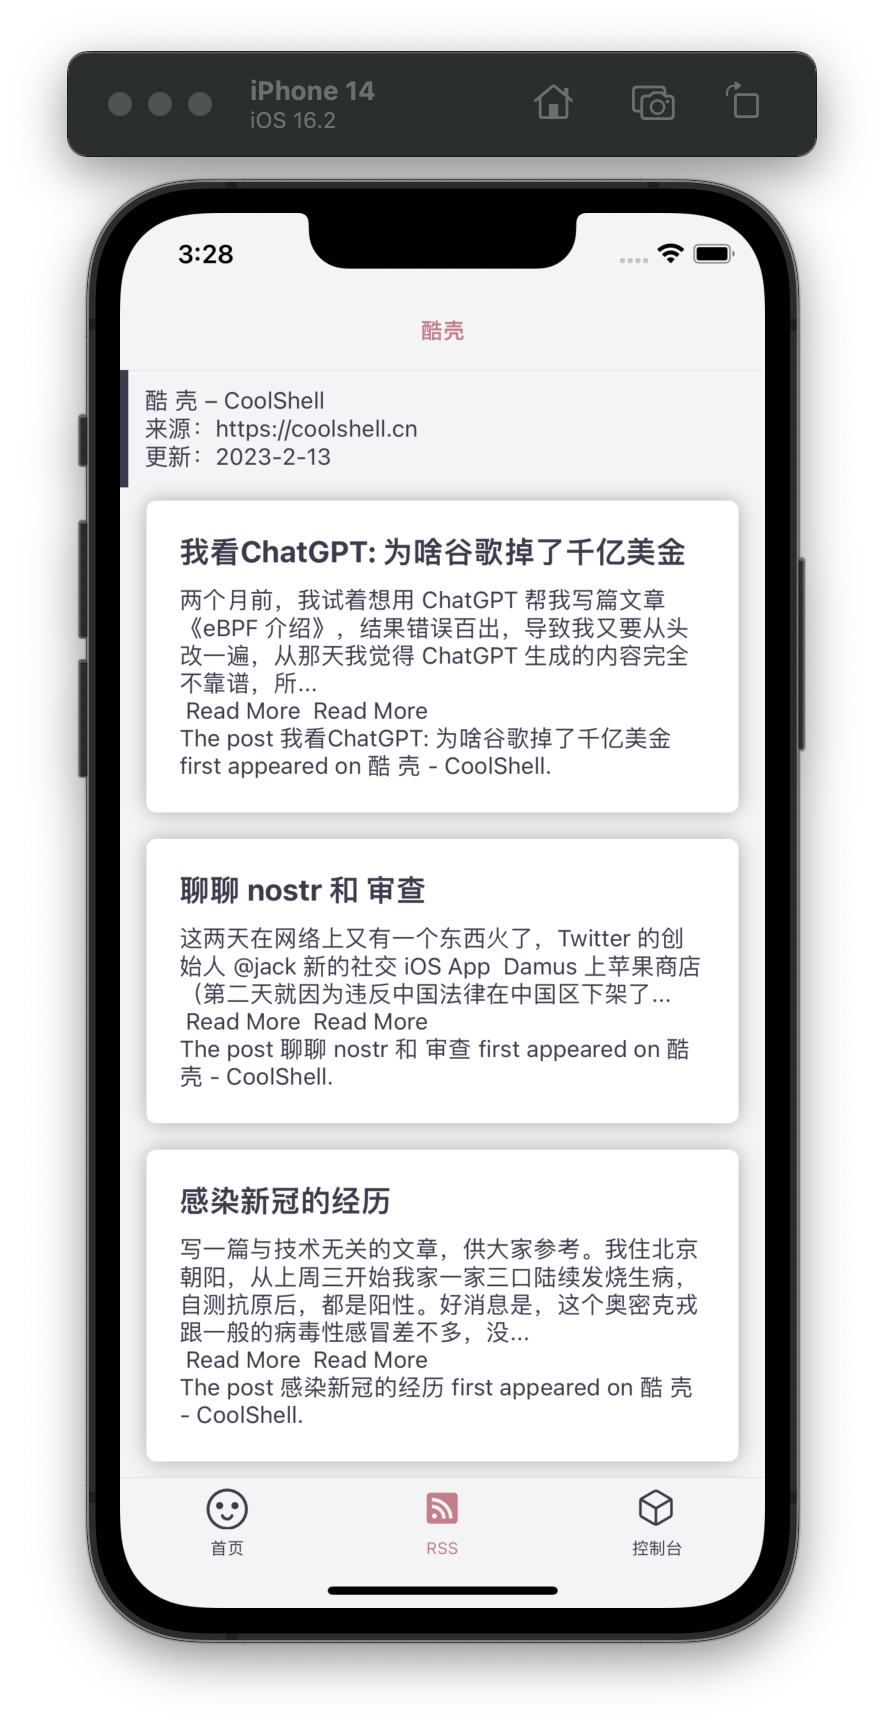 iPhone 14
iOS 16.2
3:28
酷壳
酷 壳 – CoolShell
来源：https://coolshell.cn
更新：2023-2-13
我看ChatGPT: 为啥谷歌掉了千亿美金
两个月前，我试着想用 ChatGPT 帮我写篇文章
《eBPF 介绍》，结果错误百出，导致我又要从头
改一遍，从那天我觉得 ChatGPT 生成的内容完全
不靠谱，所...
Read More  Read More
The post 我看ChatGPT: 为啥谷歌掉了千亿美金
first appeared on 酷 壳 - CoolShell.
聊聊 nostr 和 审查
这两天在网络上又有一个东西火了，Twitter 的创
始人 @jack 新的社交 iOS App  Damus 上苹果商店
（第二天就因为违反中国法律在中国区下架了...
Read More  Read More
The post 聊聊 nostr 和 审查 first appeared on 酷
壳 - CoolShell.
感染新冠的经历
写一篇与技术无关的文章，供大家参考。我住北京
朝阳，从上周三开始我家一家三口陆续发烧生病，
自测抗原后，都是阳性。好消息是，这个奥密克戎
跟一般的病毒性感冒差不多，没...
Read More  Read More
The post 感染新冠的经历 first appeared on 酷 壳
- CoolShell.
首页
RSS
控制台